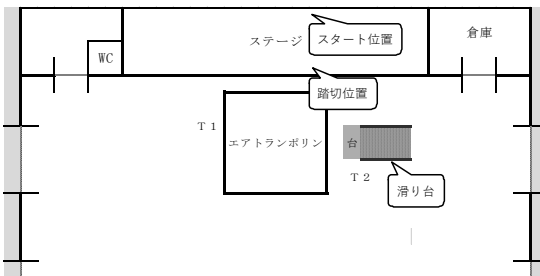 ステージ
スタート位置
倉庫
WC
踏切位置
T1
エアトランポリン
台
T2
滑り台